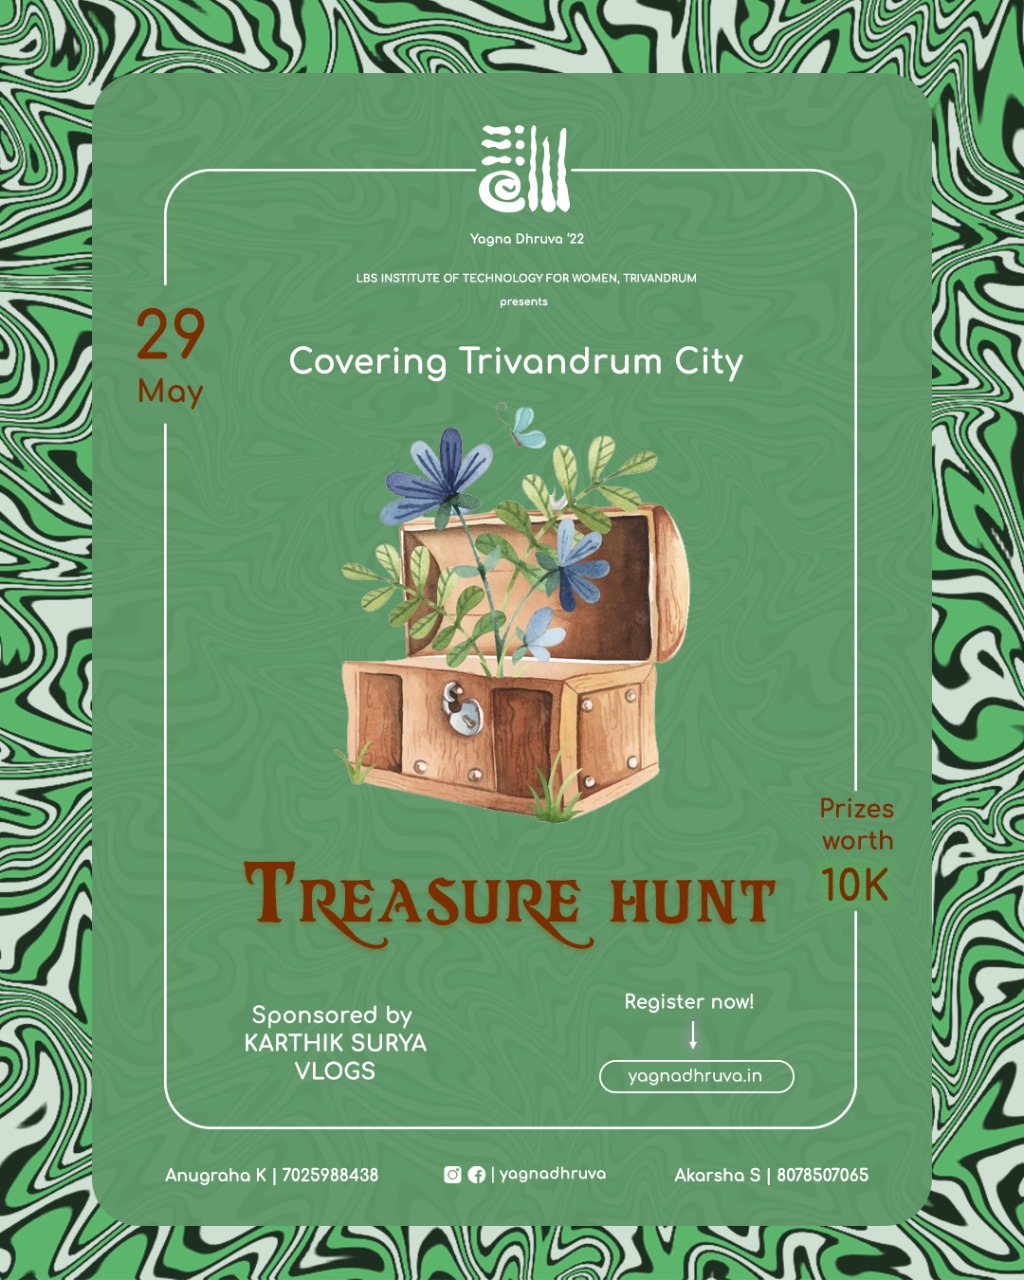 Yagna Dhruva ‘22
LBS INSTITUTE OF TECHNOLOGY FOR WOMEN, TRIVANDRUM
presents
29
May
Covering Trivandrum City
Prizes
worth
10K
TREASURE HUNT
Sponsored by
KARTHIK SURYA
VLOGS
Register now!
yagnadhruva.in
Anugraha K | 7025988438
| yagnadhruva
Akarsha S | 8078507065